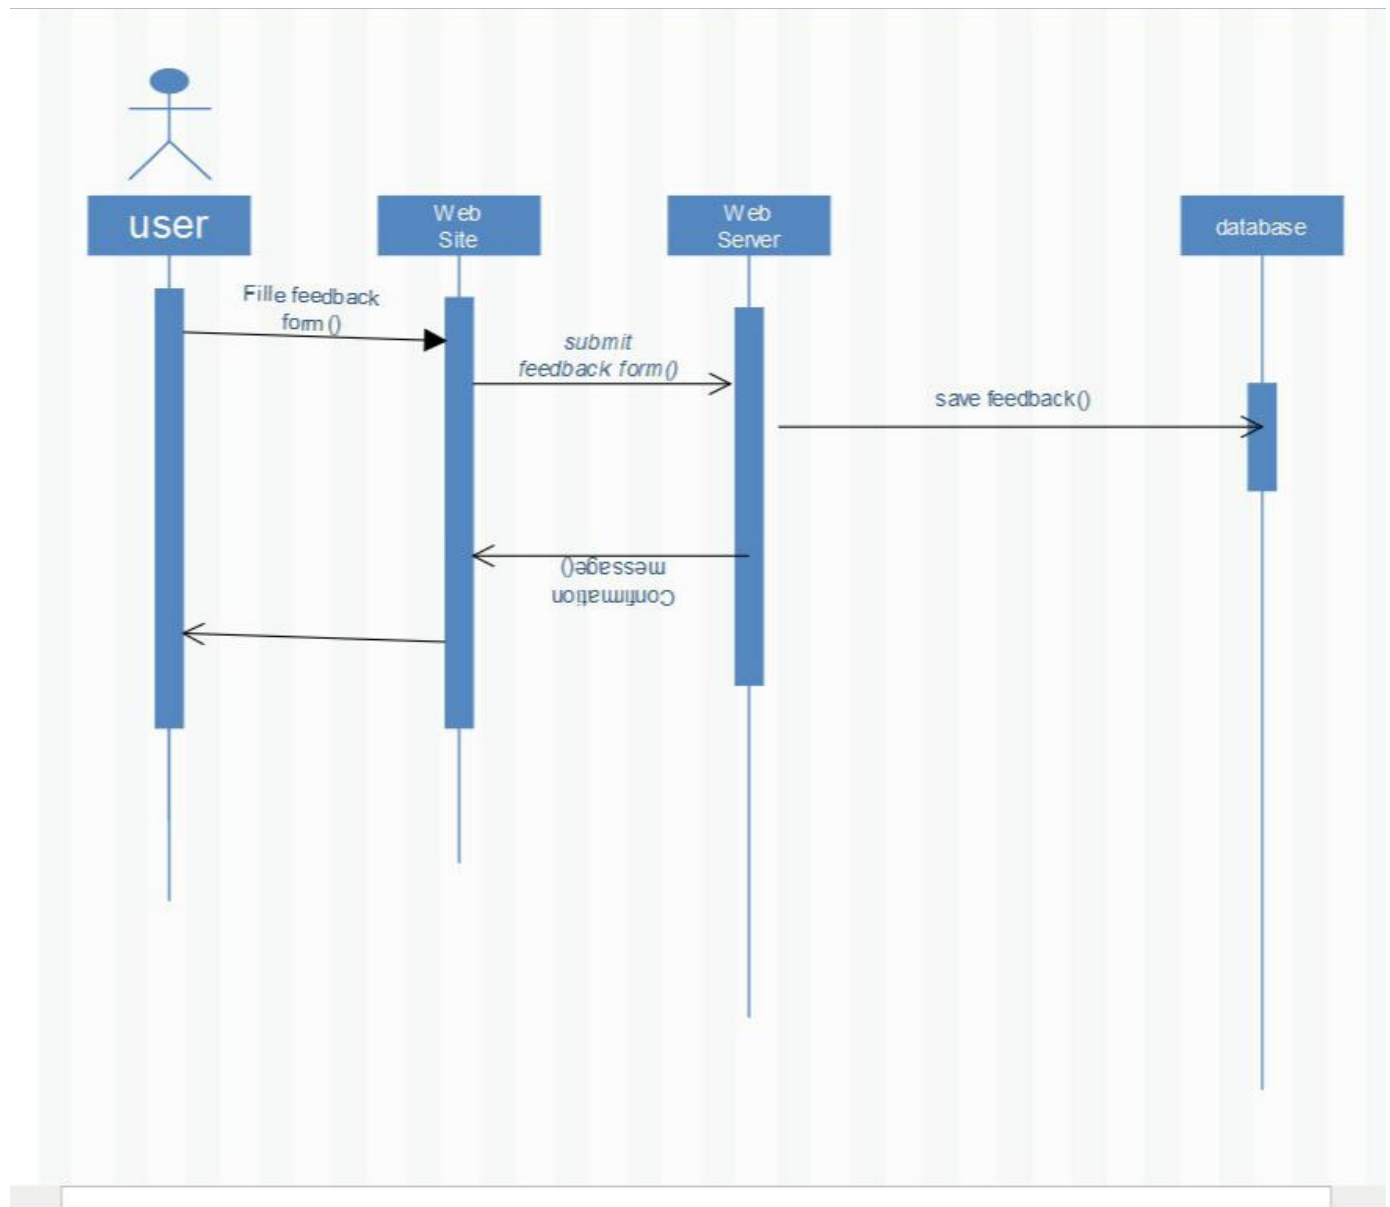 user
Web
Site
Web
Server
database
Fille feedback
form()
submit
feedback form()
save feedback()
Confirmation
message()